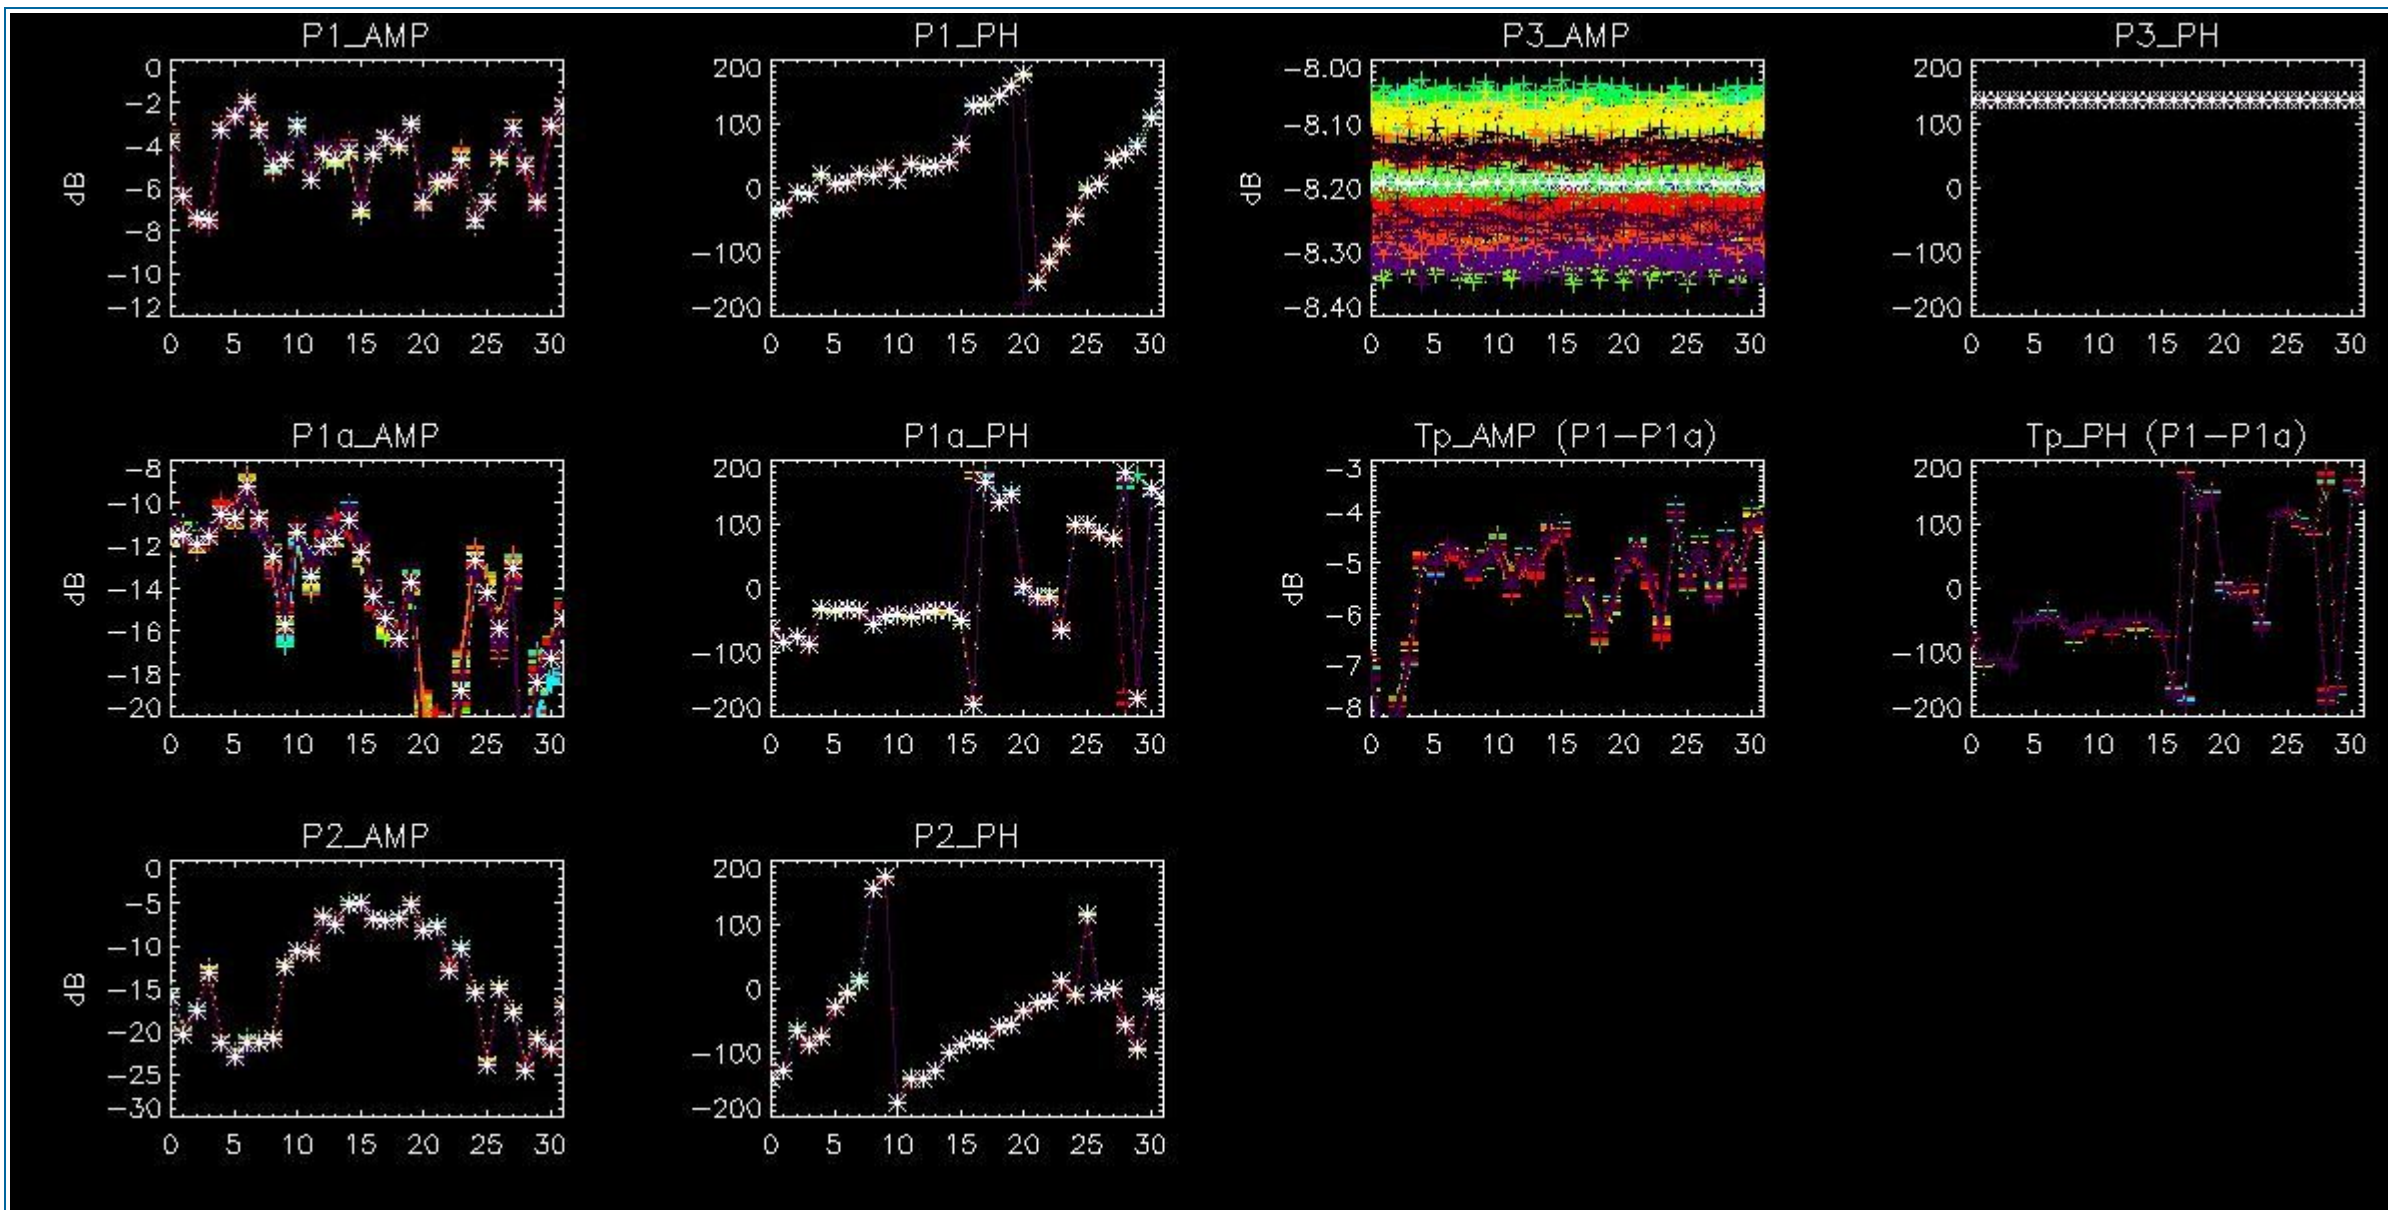 P1_AMP P1_PH P3_AMP P3_PH
0 200 -8.00 200
-2 100 -8.10 100
-4 0 -8.20 0
-6 -100 -8.30 -100
-8 -200 -8.40 -200
-10
-12
dB dB
0 5 10 15 20 25 30 0 5 10 15 20 25 30 0 5 10 15 20 25 30 0 5 10 15 20 25 30
P1a_AMP P1a_PH Tp_AMP (P1-P1a) Tp_PH (P1-P1a)
-8 200 -3 200
-10 100 -4 100
-12 0 -5 0
-14 -100 -6 -100
-16 -200 -7 -200
-18 -8
-20
dB dB
0 5 10 15 20 25 30 0 5 10 15 20 25 30 0 5 10 15 20 25 30 0 5 10 15 20 25 30
P2_AMP P2_PH
0 200
-5 100
-10 0
-15 -100
-20 -200
-25
-30
dB
0 5 10 15 20 25 30 0 5 10 15 20 25 30